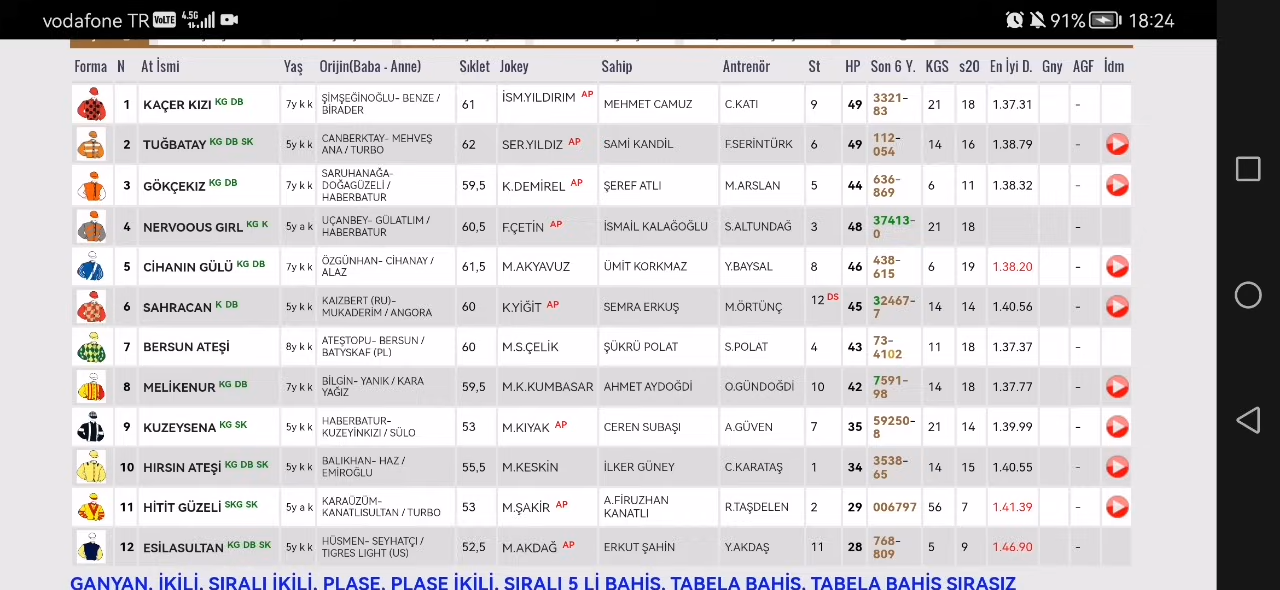 vodafone TR VoLTE 4.5G 91% 18:24
Forma N At İsmi Yaş Orijin(Baba - Anne) Sıklet Jokey Sahip Antrenör St HP Son 6 Y. KGS s20 En İyi D. Gny AGF İdm
1 KAÇER KIZI KG DB 7y k k ŞİMŞEĞİNOĞLU- BENZE / BİRADER 61 İSM.YILDIRIM AP MEHMET CAMUZ C.KATI 9 49 3321-83 21 18 1.37.31 -
2 TUĞBATAY KG DB SK 5y k k CANBERKTAY- MEHVEŞ ANA / TURBO 62 SER.YILDIZ AP SAMİ KANDİL F.SERİNTÜRK 6 49 112-054 14 16 1.38.79 -
3 GÖKÇEKIZ KG DB 7y k k SARUHANAĞA- DOĞAGÜZELİ / HABERBATUR 59,5 K.DEMİREL AP ŞEREF ATLI M.ARSLAN 5 44 636-869 6 11 1.38.32 -
4 NERVOOUS GIRL KG K 5y a k UÇANBEY- GÜLATLIM / HABERBATUR 60,5 F.ÇETİN AP İSMAİL KALAĞOĞLU S.ALTUNDAĞ 3 48 37413-0 21 18 -
5 CİHANIN GÜLÜ KG DB 7y k k ÖZGÜNHAN- CİHANAY / ALAZ 61,5 M.AKYAVUZ ÜMİT KORKMAZ Y.BAYSAL 8 46 438-615 6 19 1.38.20 -
6 SAHRACAN K DB 5y k k KAIZBERT (RU)- MUKADERİM / ANGORA 60 K.YİĞİT AP SEMRA ERKUŞ M.ÖRTÜNÇ 12 DS 45 32467-7 14 14 1.40.56 -
7 BERSUN ATEŞİ 8y k k ATEŞTOPU- BERSUN / BATYSKAF (PL) 60 M.S.ÇELİK ŞÜKRÜ POLAT S.POLAT 4 43 73-4102 11 18 1.37.37 -
8 MELİKENUR KG DB 7y k k BİLGİN- YANIK / KARA YAĞIZ 59,5 M.K.KUMBASAR AHMET AYDOĞDİ O.GÜNDOĞDİ 10 42 7591-98 14 18 1.37.77 -
9 KUZEYSENA KG SK 5y k k HABERBATUR- KUZEYİNKIZI / SÜLO 53 M.KIYAK AP CEREN SUBAŞI A.GÜVEN 7 35 59250-8 21 14 1.39.99 -
10 HIRSIN ATEŞİ KG DB SK 5y k k BALIKHAN- HAZ / EMİROĞLU 55,5 M.KESKİN İLKER GÜNEY C.KARATAŞ 1 34 3538-65 14 15 1.40.55 -
11 HİTİT GÜZELİ SKG SK 5y a k KARAÜZÜM- KANATLISULTAN / TURBO 53 M.ŞAKİR AP A.FİRUZHAN KANATLI R.TAŞDELEN 2 29 006797 56 7 1.41.39 -
12 ESİLASULTAN KG DB SK 5y k k HÜSMEN- SEYHATÇI / TIGRES LIGHT (US) 52,5 M.AKDAĞ AP ERKUT ŞAHİN Y.AKDAŞ 11 28 768-809 5 9 1.46.90 -
GANYAN, İKİLİ, SIRALI İKİLİ, PLASE, PLASE İKİLİ, SIRALI 5 Lİ BAHİS, TABELA BAHİS, TABELA BAHİS SIRASIZ